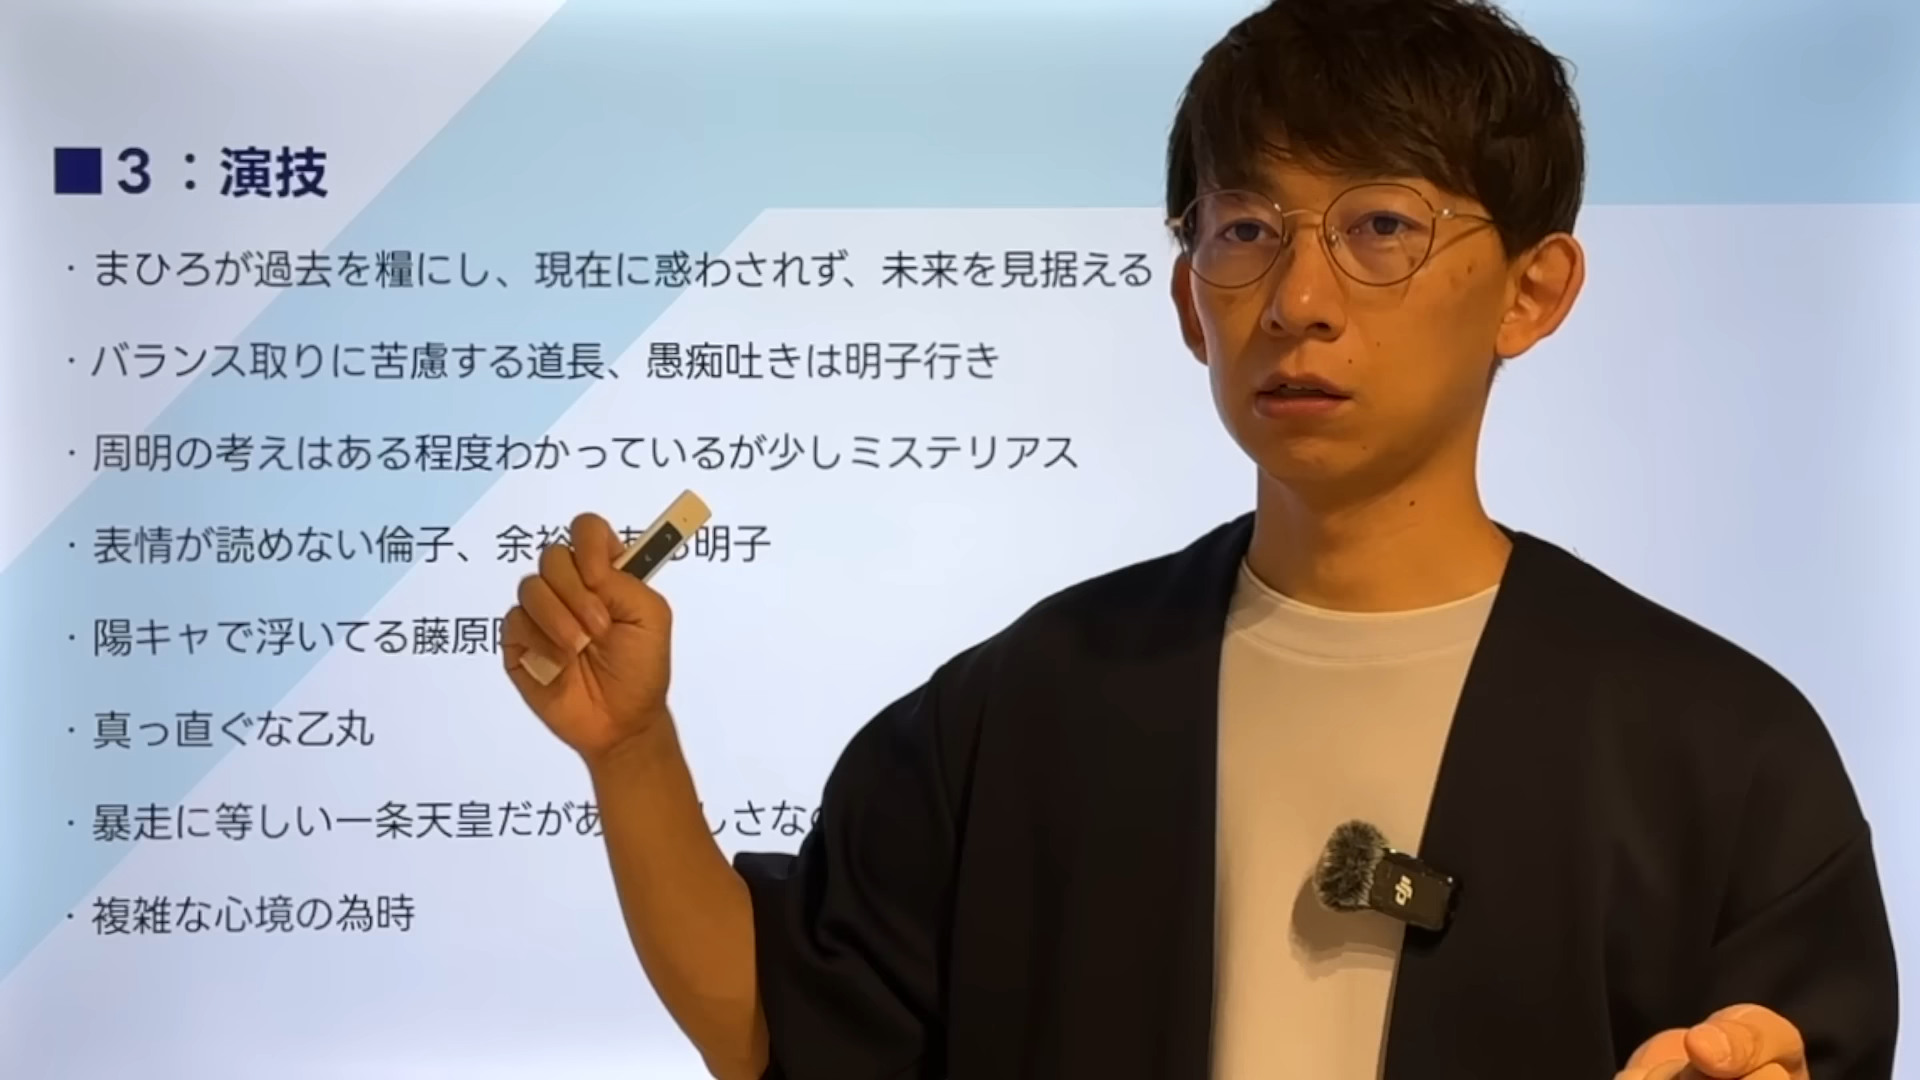 ■3：演技
・まひろが過去を糧にし、現在に惑わされず、未来を見据える
・バランス取りに苦慮する道長、愚痴吐きは明子行き
・周明の考えはある程度わかっているが少しミステリアス
・表情が読めない倫子、余裕 明子
・陽キャで浮いてる藤原
・真っ直ぐな乙丸
・暴走に等しい一条天皇だがあ しさな
・複雑な心境の為時
dji